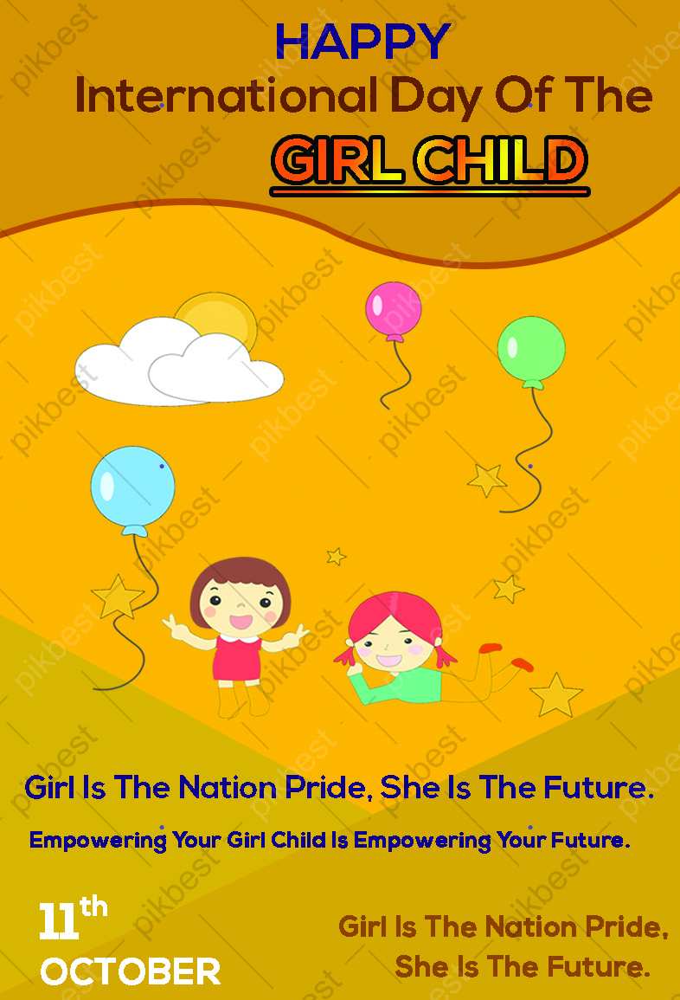 HAPPY
International Day Of The
GIRL CHILD
Girl Is The Nation Pride, She Is The Future.
Empowering Your Girl Child Is Empowering Your Future.
11th
OCTOBER
Girl Is The Nation Pride,
She Is The Future.
pikbest